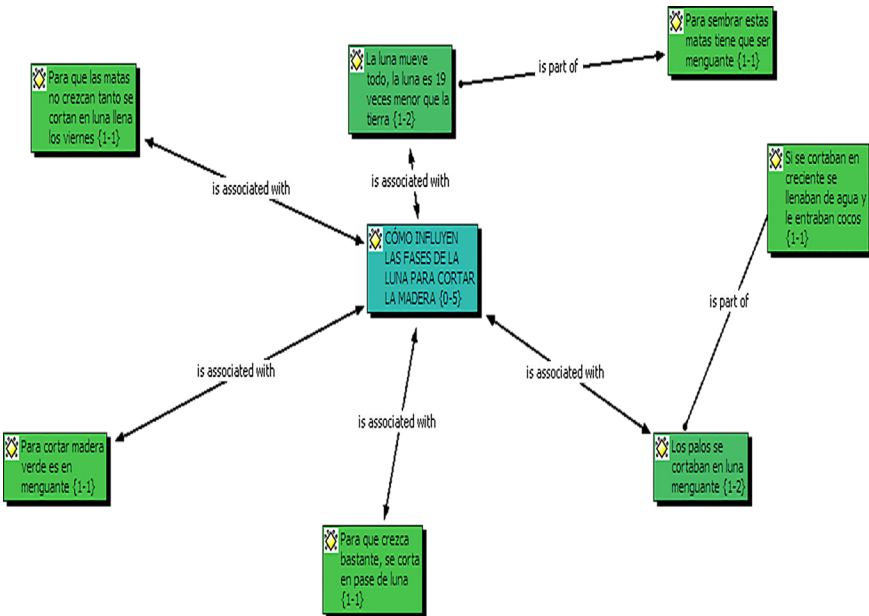 Para sembrar estas
matas tiene que ser
menguante {1-1}
La luna mueve
todo, la luna es 19
veces menor que la
tierra {1-2}
is part of
Para que las matas
no crezcan tanto se
cortan en luna llena
los viernes {1-1}
Si se cortaban en
creciente se
llenaban de agua y
le entraban cocos
{1-1}
is associated with
is associated with
CÓMO INFLUYEN
LAS FASES DE LA
LUNA PARA CORTAR
LA MADERA {0-5}
is part of
is associated with
is associated with
is associated with
Para cortar madera
verde es en
menguante {1-1}
Los palos se
cortaban en luna
menguante {1-2}
Para que crezca
bastante, se corta
en pase de luna
{1-1}